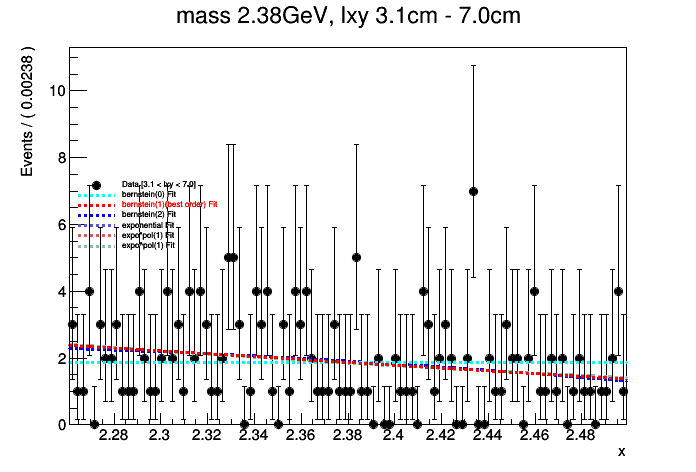 mass 2.38GeV, lxy 3.1cm - 7.0cm
Events / ( 0.00238 )
10
8
6
4
2
0
Data [3.1 < lxy < 7.0]
bernstein(0) Fit
bernstein(1)(best order) Fit
bernstein(2) Fit
exponential Fit
expo*pol(1) Fit
expo*pol(1) Fit
2.28 2.3 2.32 2.34 2.36 2.38 2.4 2.42 2.44 2.46 2.48
x